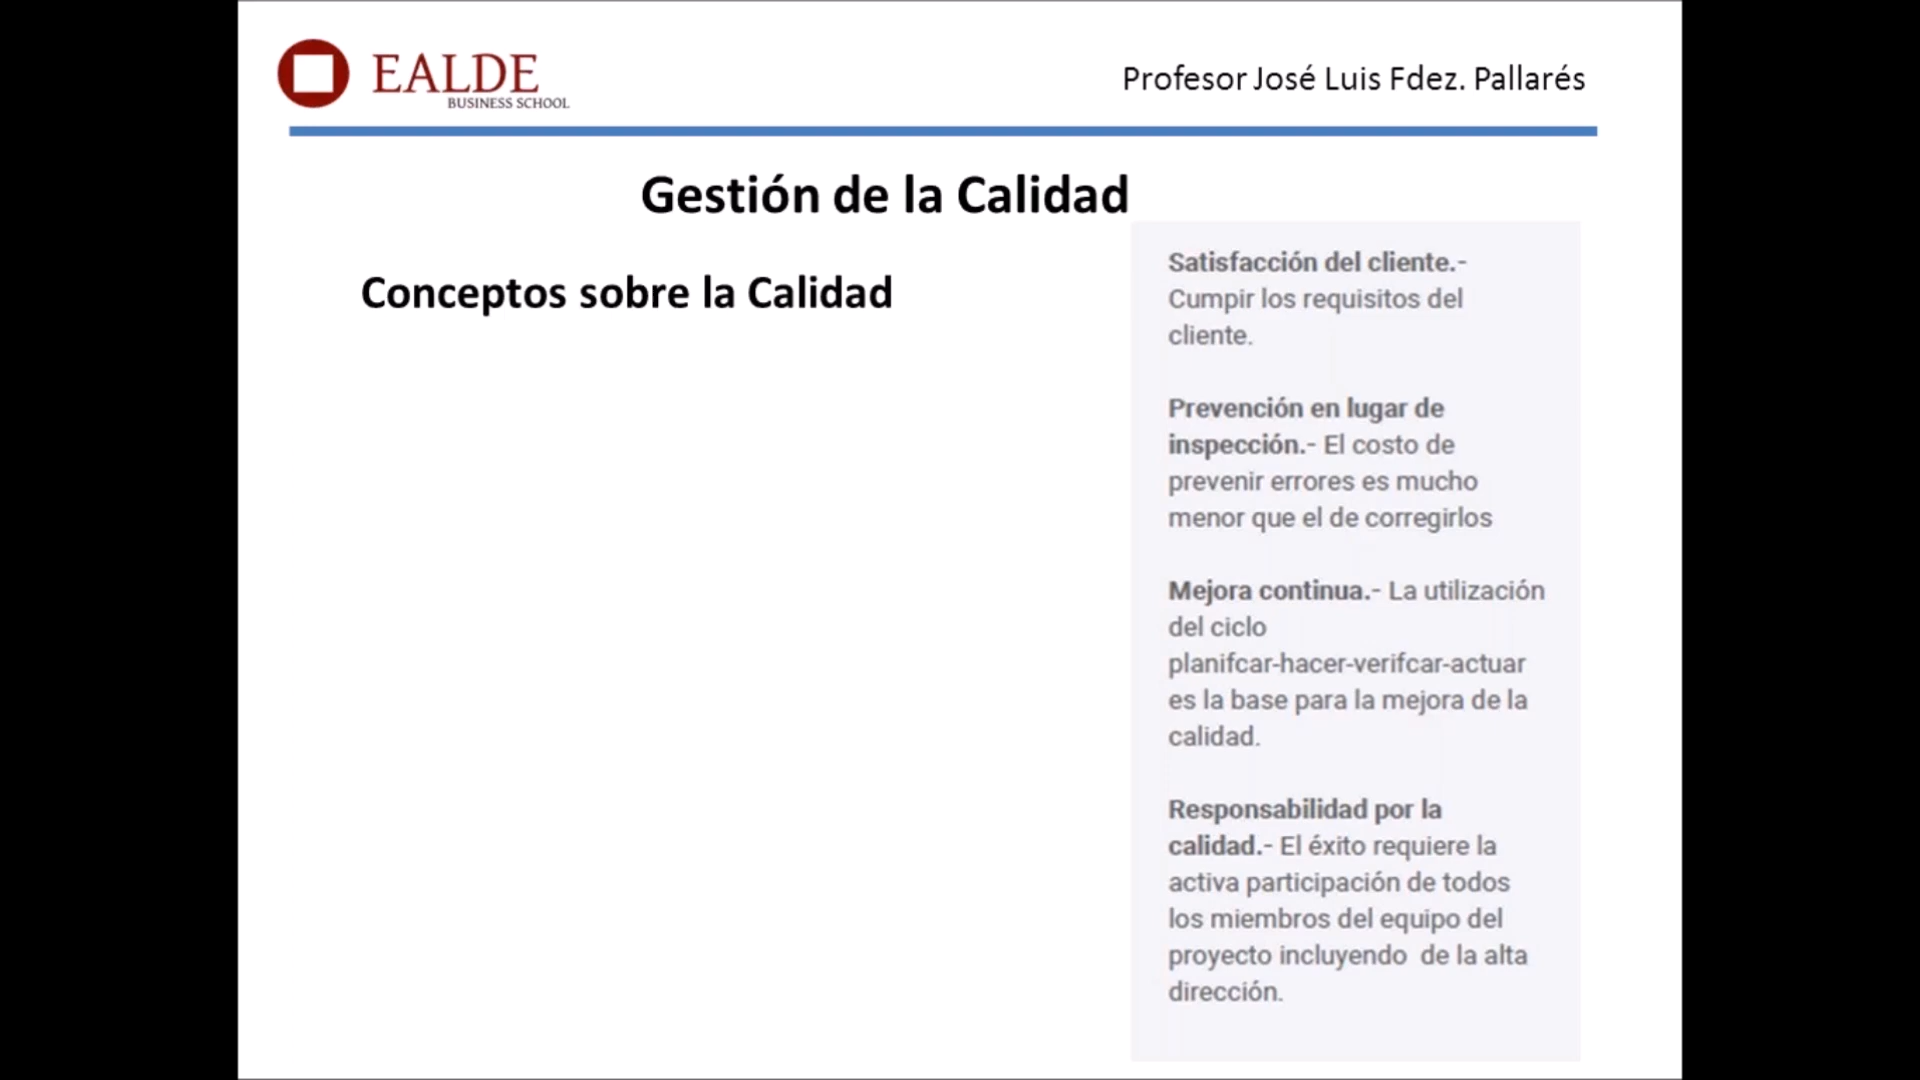 EALDE
BUSINESS SCHOOL
Profesor José Luis Fdez. Pallarés
Gestión de la Calidad
Conceptos sobre la Calidad
Satisfacción del cliente.-
Cumpir los requisitos del
cliente.
Prevención en lugar de
inspección.- El costo de
prevenir errores es mucho
menor que el de corregirlos
Mejora continua.- La utilización
del ciclo
planifcar-hacer-verifcar-actuar
es la base para la mejora de la
calidad.
Responsabilidad por la
calidad.- El éxito requiere la
activa participación de todos
los miembros del equipo del
proyecto incluyendo  de la alta
dirección.